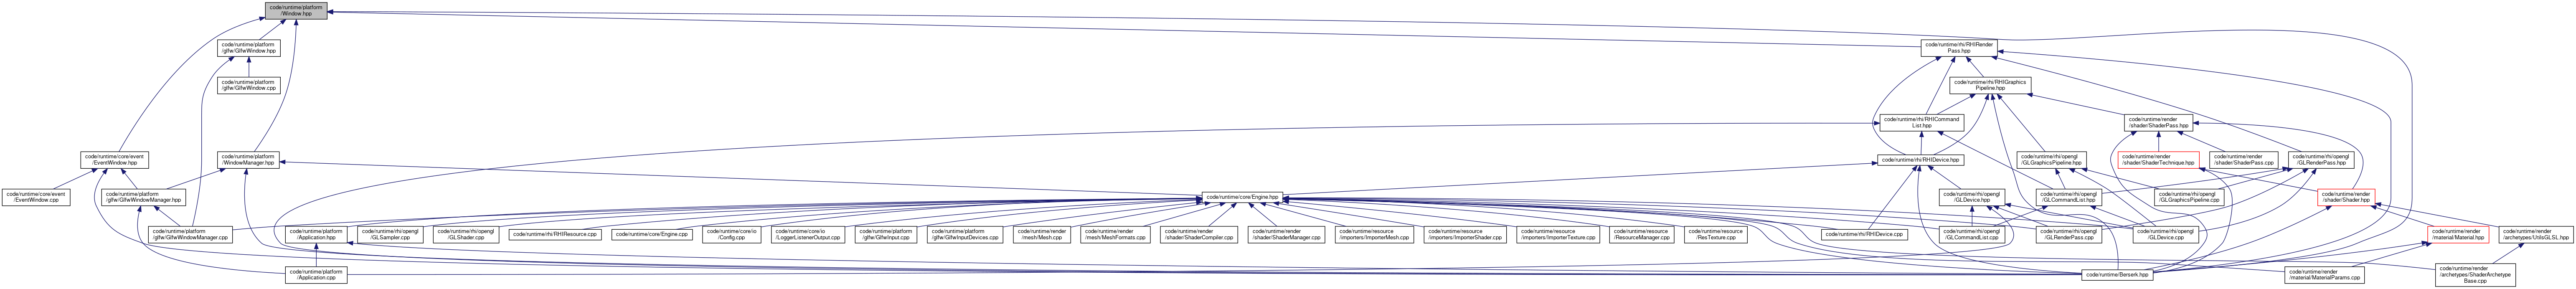 code/runtime/platform
/Window.hpp
code/runtime/platform
/glfw/GlfwWindow.hpp
code/runtime/rhi/RHIRender
Pass.hpp
code/runtime/platform
/glfw/GlfwWindow.cpp
code/runtime/rhi/RHIGraphics
Pipeline.hpp
code/runtime/rhi/RHICommand
List.hpp
code/runtime/render
/shader/ShaderPass.hpp
code/runtime/core/event
/EventWindow.hpp
code/runtime/platform
/WindowManager.hpp
code/runtime/rhi/RHIDevice.hpp
code/runtime/rhi/opengl
/GLGraphicsPipeline.hpp
code/runtime/render
/shader/ShaderTechnique.hpp
code/runtime/render
/shader/ShaderPass.cpp
code/runtime/rhi/opengl
/GLRenderPass.hpp
code/runtime/core/event
/EventWindow.cpp
code/runtime/platform
/glfw/GlfwWindowManager.hpp
code/runtime/core/Engine.hpp
code/runtime/rhi/opengl
/GLDevice.hpp
code/runtime/rhi/opengl
/GLCommandList.hpp
code/runtime/rhi/opengl
/GLGraphicsPipeline.cpp
code/runtime/render
/shader/Shader.hpp
code/runtime/platform
/glfw/GlfwWindowManager.cpp
code/runtime/platform
/Application.hpp
code/runtime/rhi/opengl
/GLSampler.cpp
code/runtime/rhi/opengl
/GLShader.cpp
code/runtime/rhi/RHIResource.cpp
code/runtime/core/Engine.cpp
code/runtime/core/io
/Config.cpp
code/runtime/core/io
/LoggerListenerOutput.cpp
code/runtime/platform
/glfw/GlfwInput.cpp
code/runtime/platform
/glfw/GlfwInputDevices.cpp
code/runtime/render
/mesh/Mesh.cpp
code/runtime/render
/mesh/MeshFormats.cpp
code/runtime/render
/shader/ShaderCompiler.cpp
code/runtime/render
/shader/ShaderManager.cpp
code/runtime/resource
/importers/ImporterMesh.cpp
code/runtime/resource
/importers/ImporterShader.cpp
code/runtime/resource
/importers/ImporterTexture.cpp
code/runtime/resource
/ResourceManager.cpp
code/runtime/resource
/ResTexture.cpp
code/runtime/rhi/RHIDevice.cpp
code/runtime/rhi/opengl
/GLCommandList.cpp
code/runtime/rhi/opengl
/GLRenderPass.cpp
code/runtime/rhi/opengl
/GLDevice.cpp
code/runtime/render
/material/Material.hpp
code/runtime/render
/archetypes/UtilsGLSL.hpp
code/runtime/platform
/Application.cpp
code/runtime/Berserk.hpp
code/runtime/render
/material/MaterialParams.cpp
code/runtime/render
/archetypes/ShaderArchetype
Base.cpp